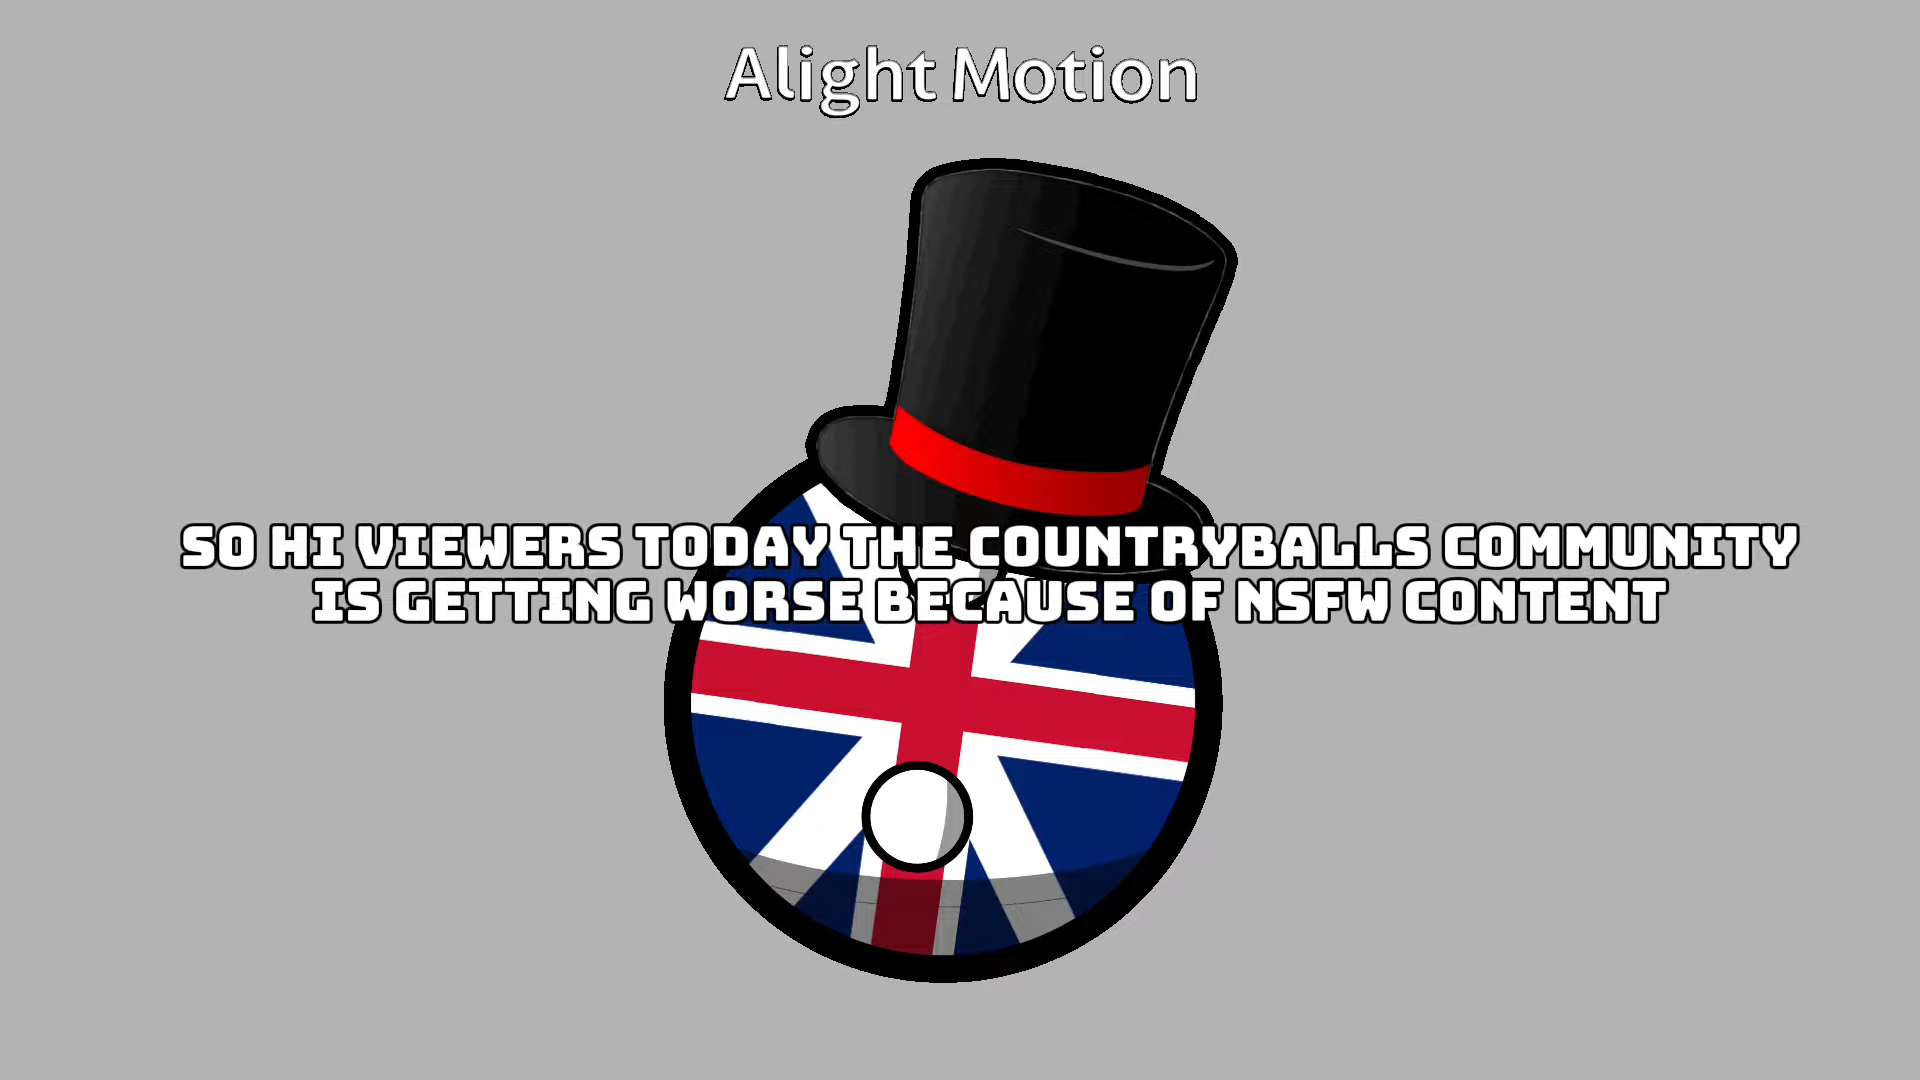 Alight Motion
SO HI VIEWERS TODAY THE COUNTRYBALLS COMMUNITY
IS GETTING WORSE BECAUSE OF NSFW CONTENT